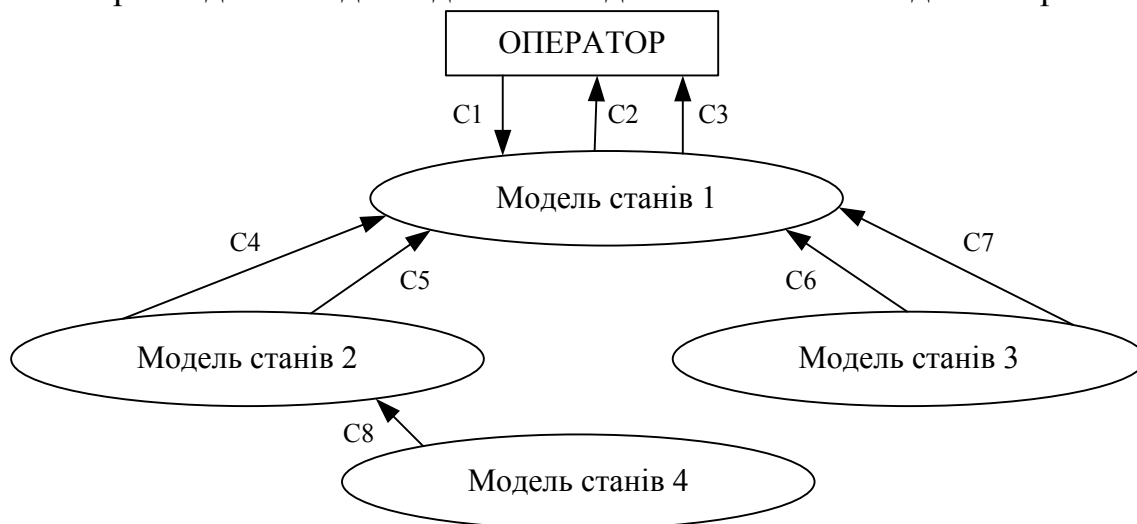 ОПЕРАТОР
C1
C2
C3
Модель станів 1
C4
C5
C6
C7
Модель станів 2
Модель станів 3
C8
Модель станів 4